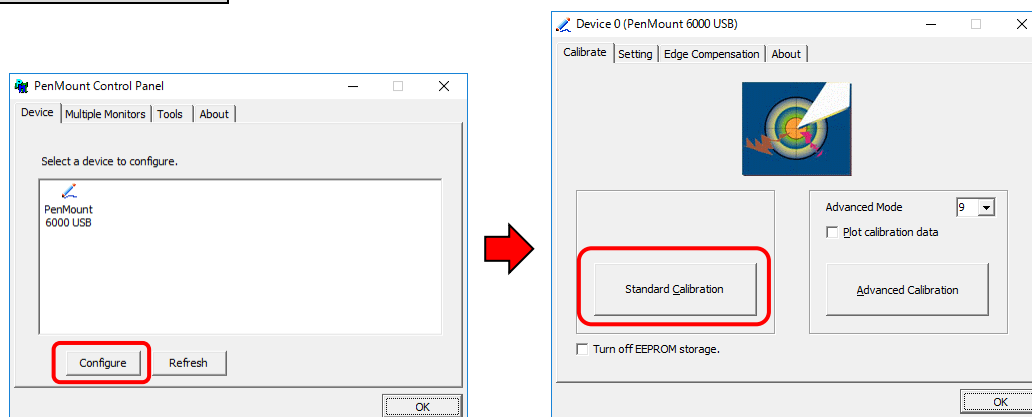 PenMount Control Panel
Device Multiple Monitors Tools About
Select a device to configure.
PenMount
6000 USB
Configure Refresh
OK
Device 0 (PenMount 6000 USB)
Calibrate Setting Edge Compensation About
Advanced Mode 9
Plot calibration data
Standard Calibration
Advanced Calibration
Turn off EEPROM storage.
OK